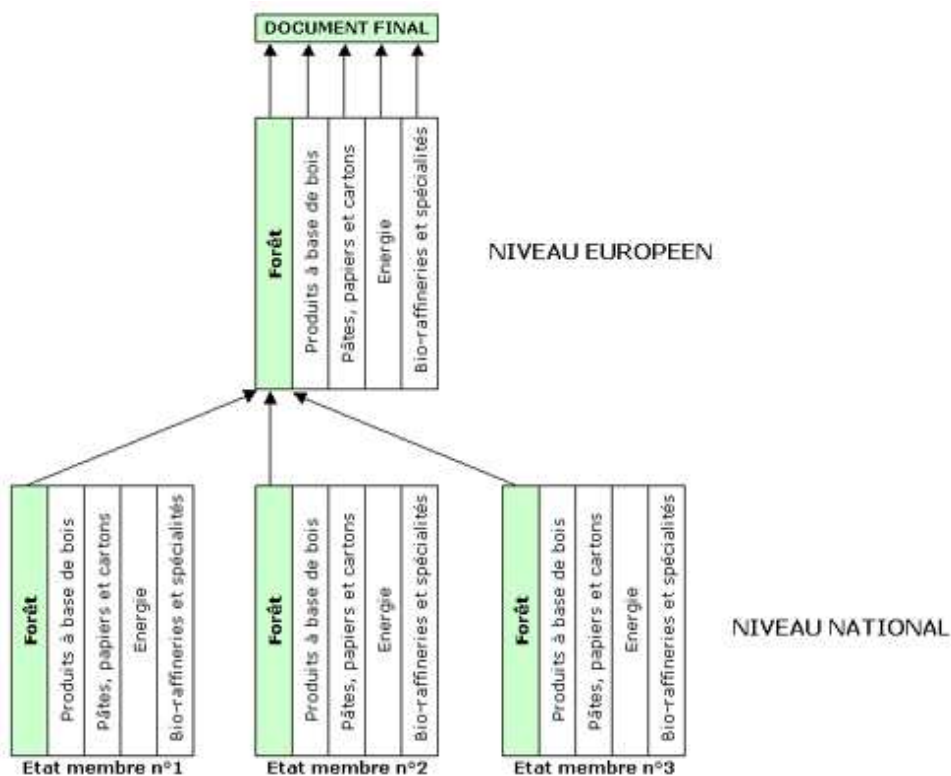 DOCUMENT FINAL
Forêt
Produits à base de bois
Pâtes, papiers et cartons
Energie
Bio-raffineries et spécialités
NIVEAU EUROPEEN
Forêt
Produits à base de bois
Pâtes, papiers et cartons
Energie
Bio-raffineries et spécialités
Etat membre n°1
Forêt
Produits à base de bois
Pâtes, papiers et cartons
Energie
Bio-raffineries et spécialités
Etat membre n°2
Forêt
Produits à base de bois
Pâtes, papiers et cartons
Energie
Bio-raffineries et spécialités
Etat membre n°3
NIVEAU NATIONAL